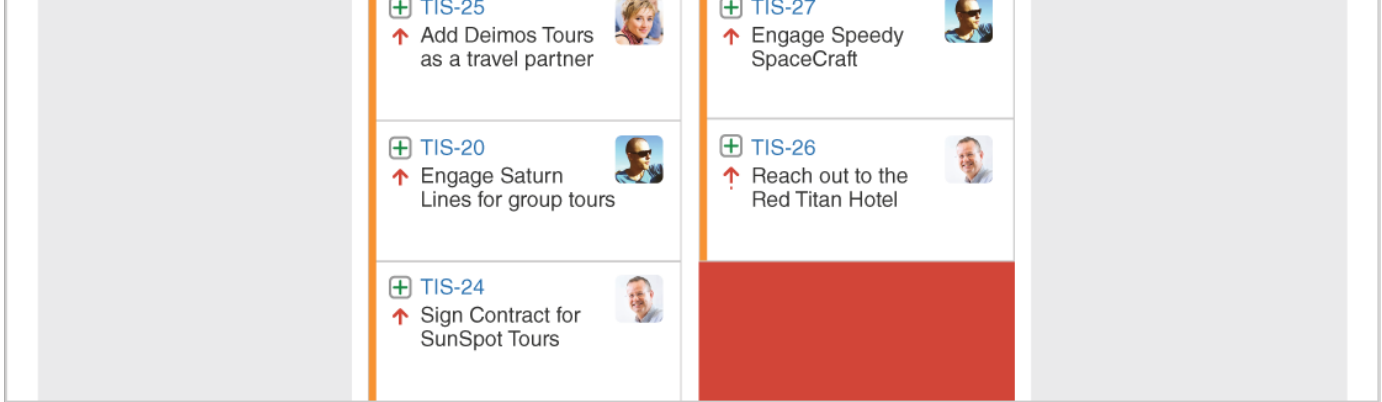 TIS-25
Add Deimos Tours
as a travel partner
TIS-20
Engage Saturn
Lines for group tours
TIS-24
Sign Contract for
SunSpot Tours
TIS-27
Engage Speedy
SpaceCraft
TIS-26
Reach out to the
Red Titan Hotel